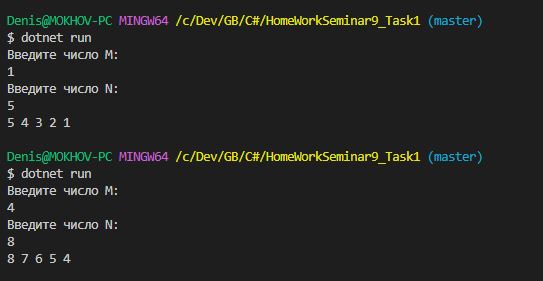 Denis@MOKHOV-PC MINGW64 /c/Dev/GB/C#/HomeWorkSeminar9_Task1 (master)
$ dotnet run
Введите число M:
1
Введите число N:
5
5 4 3 2 1
Denis@MOKHOV-PC MINGW64 /c/Dev/GB/C#/HomeWorkSeminar9_Task1 (master)
$ dotnet run
Введите число M:
4
Введите число N:
8
8 7 6 5 4